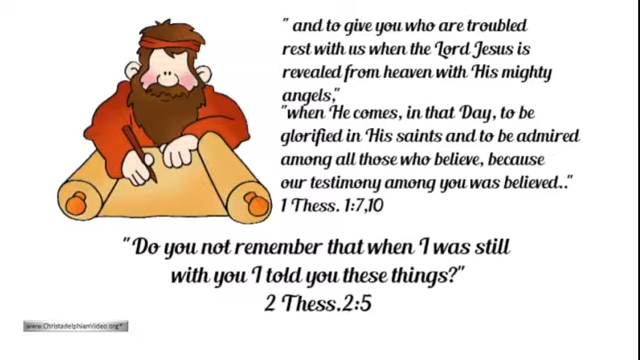 " and to give you who are troubled
rest with us when the Lord Jesus is
revealed from heaven with His mighty
angels,"
"when He comes, in that Day, to be
glorified in His saints and to be admired
among all those who believe, because
our testimony among you was believed.."
1 Thess. 1:7,10
"Do you not remember that when I was still
with you I told you these things?"
2 Thess.2:5
www.ChristadelphianVideo.org